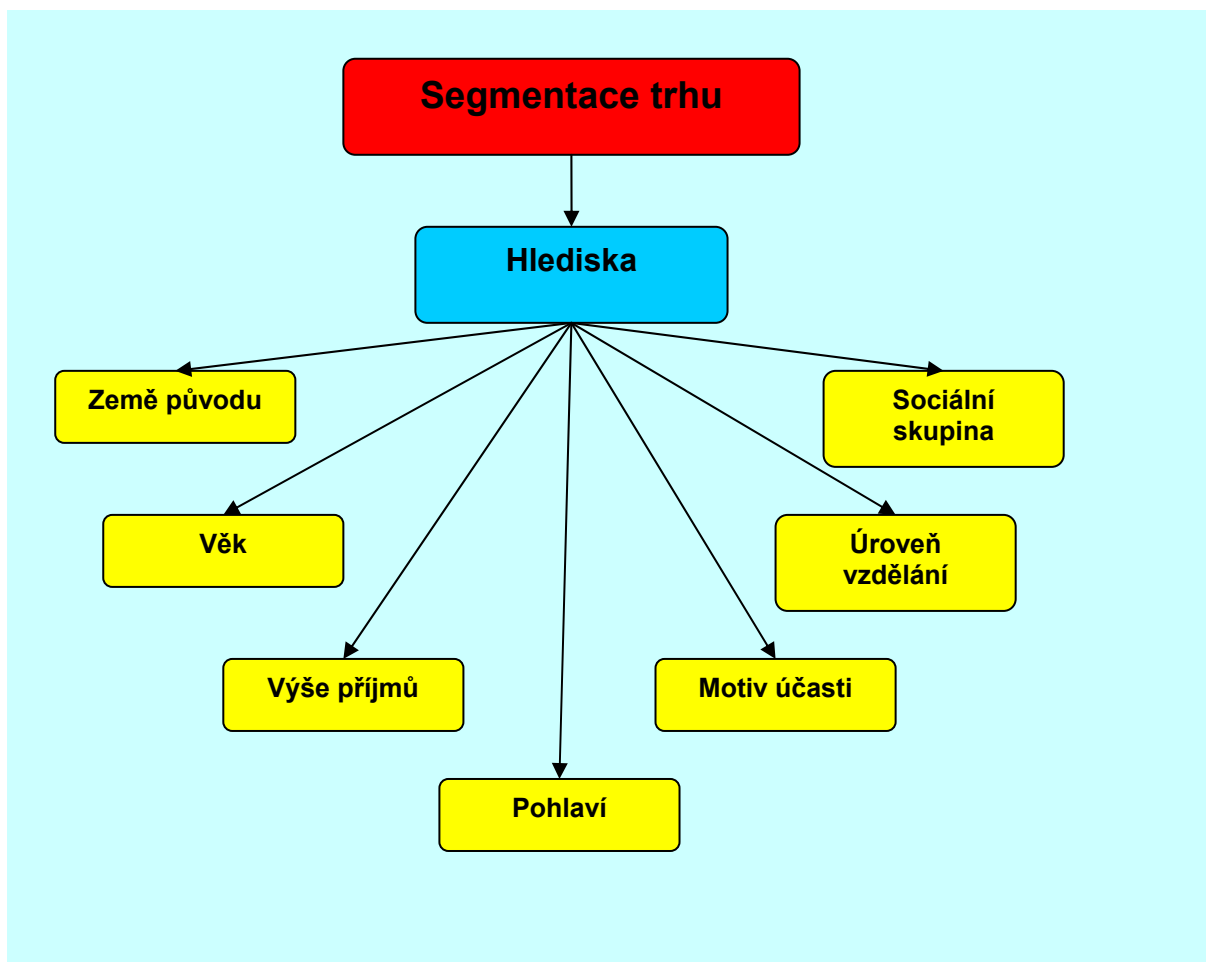 Segmentace trhu
Hlediska
Země původu
Sociální
skupina
Věk
Úroveň
vzdělání
Výše příjmů
Motiv účasti
Pohlaví